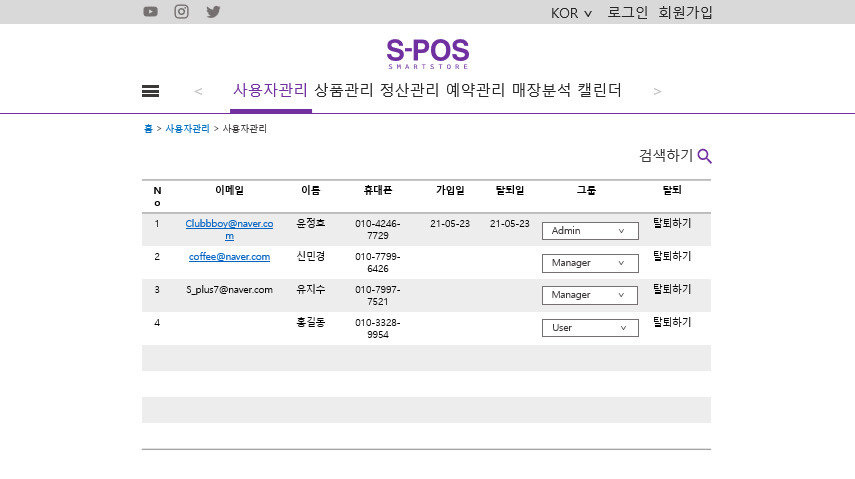 KOR ∨ 로그인 회원가입
S-POS
SMARTSTORE
< 사용자관리 상품관리 정산관리 예약관리 매장분석 캘린더 >
홈 > 사용자관리 > 사용자관리
검색하기
No 이메일 이름 휴대폰 가입일 탈퇴일 그룹 탈퇴
1 Clubbboy@naver.com 윤정호 010-4246-7729 21-05-23 21-05-23 Admin ∨ 탈퇴하기
2 coffee@naver.com 신민경 010-7799-6426 Manager ∨ 탈퇴하기
3 S_plus7@naver.com 유지수 010-7997-7521 Manager ∨ 탈퇴하기
4 홍길동 010-3328-9954 User ∨ 탈퇴하기